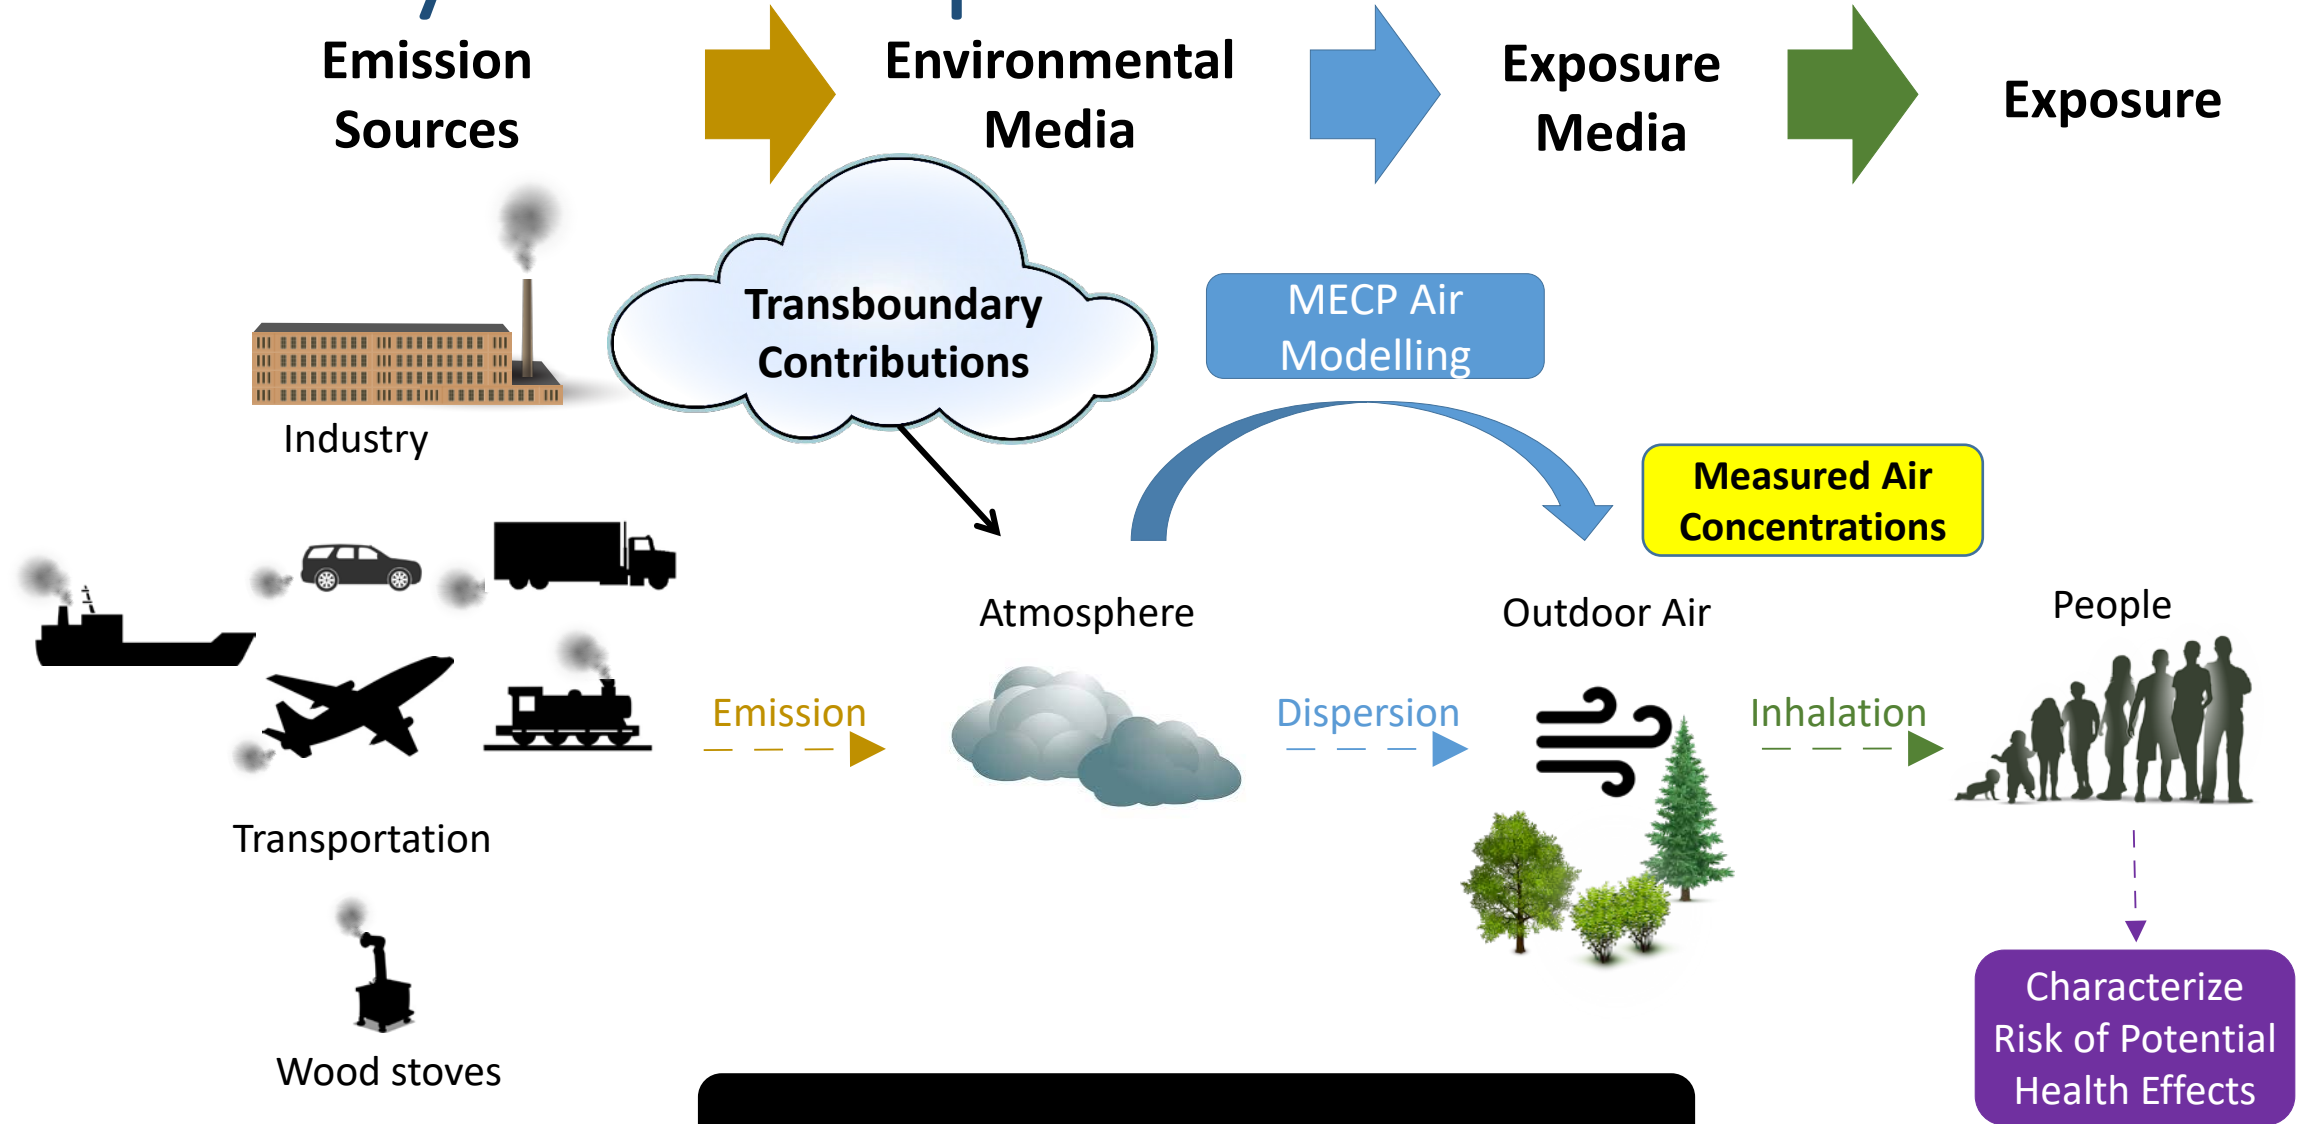 Emission
Sources
Environmental
Media
Exposure
Media
Exposure
Transboundary
Contributions
MECP Air
Modelling
Industry
Measured Air
Concentrations
Atmosphere
Outdoor Air
People
Emission
Dispersion
Inhalation
Transportation
Wood stoves
Characterize
Risk of Potential
Health Effects